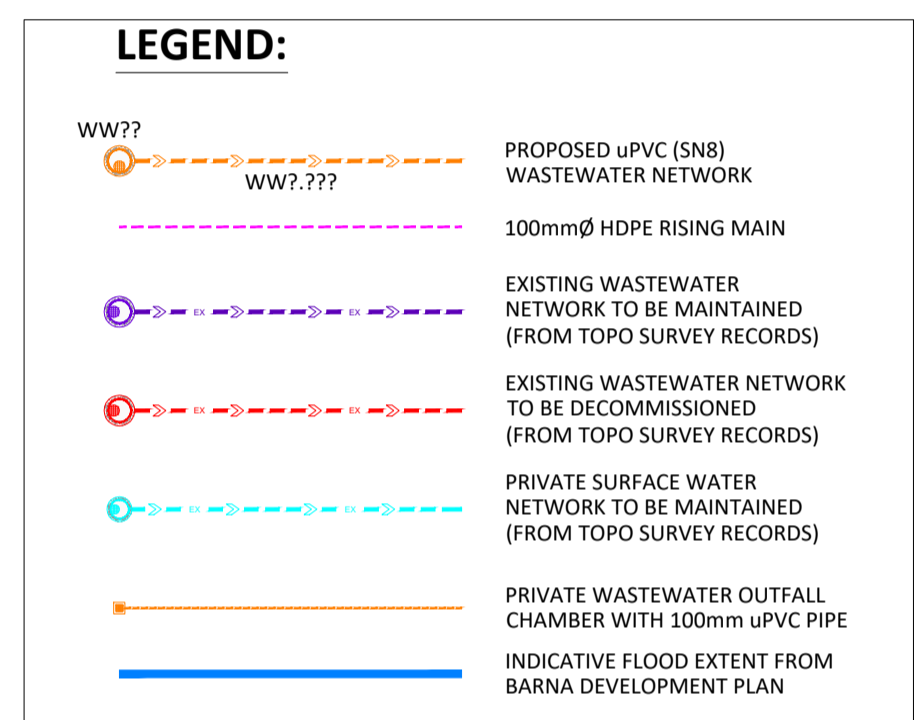 LEGEND:
WW??
WW?.???
PROPOSED uPVC (SN8)
WASTEWATER NETWORK
100mmØ HDPE RISING MAIN
EX EX
EXISTING WASTEWATER
NETWORK TO BE MAINTAINED
(FROM TOPO SURVEY RECORDS)
EX EX
EXISTING WASTEWATER NETWORK
TO BE DECOMMISSIONED
(FROM TOPO SURVEY RECORDS)
EX EX
PRIVATE SURFACE WATER
NETWORK TO BE MAINTAINED
(FROM TOPO SURVEY RECORDS)
PRIVATE WASTEWATER OUTFALL
CHAMBER WITH 100mm uPVC PIPE
INDICATIVE FLOOD EXTENT FROM
BARNA DEVELOPMENT PLAN